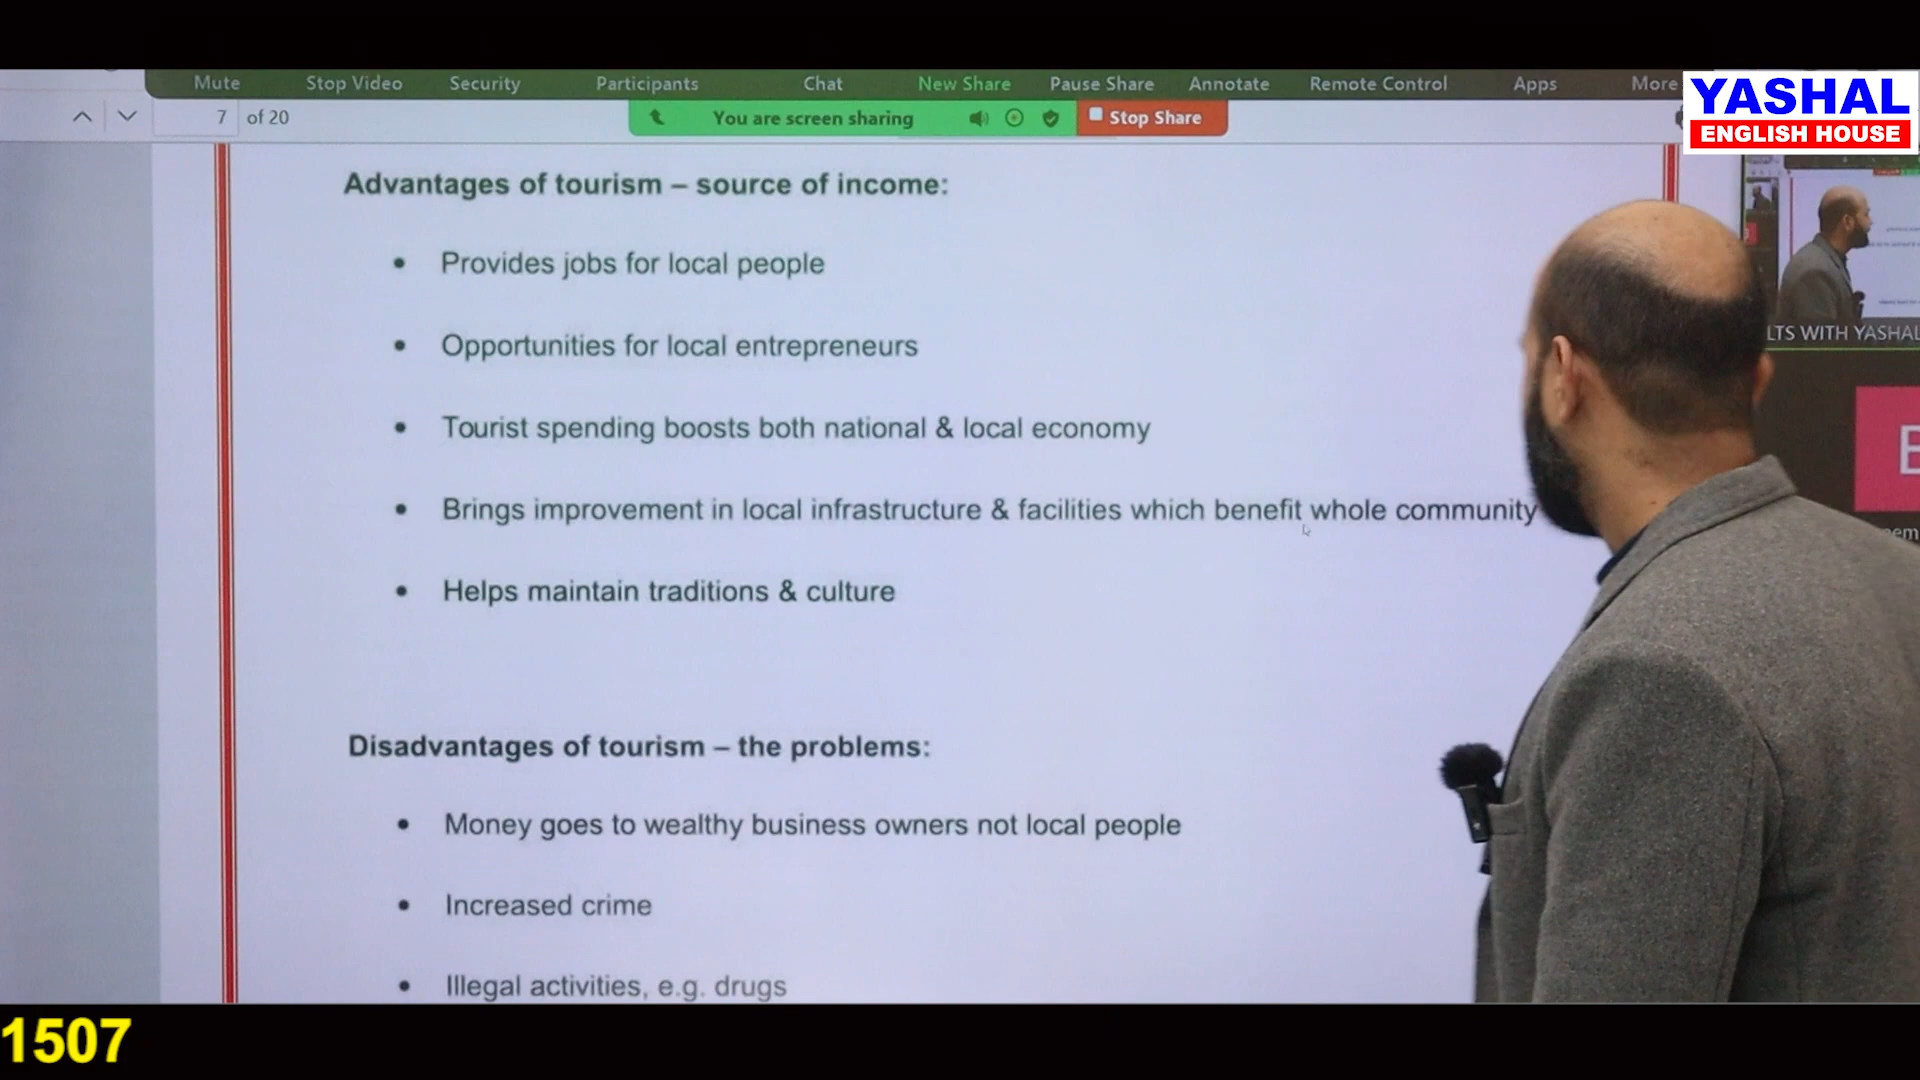 Mute Stop Video Security Participants Chat New Share Pause Share Annotate Remote Control Apps More
YASHAL
ENGLISH HOUSE
7 of 20
You are screen sharing
Stop Share
Advantages of tourism – source of income:
• Provides jobs for local people
• Opportunities for local entrepreneurs
• Tourist spending boosts both national & local economy
• Brings improvement in local infrastructure & facilities which benefit whole community
• Helps maintain traditions & culture
Disadvantages of tourism – the problems:
• Money goes to wealthy business owners not local people
• Increased crime
• Illegal activities, e.g. drugs
LTS WITH YASHAL
1507